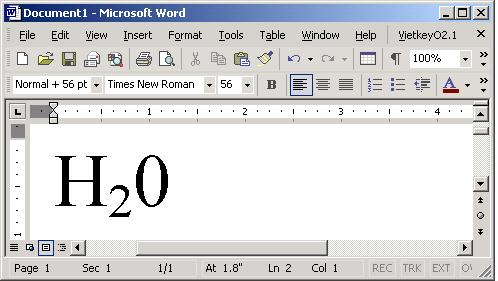 Document1 - Microsoft Word
File Edit View Insert Format Tools Table Window Help VietkeyO2.1
100%
Normal + 56 pt Times New Roman 56 B A
1 2 3 4
H₂0
Page 1 Sec 1 1/1 At 1.8" Ln 2 Col 1 REC TRK EXT